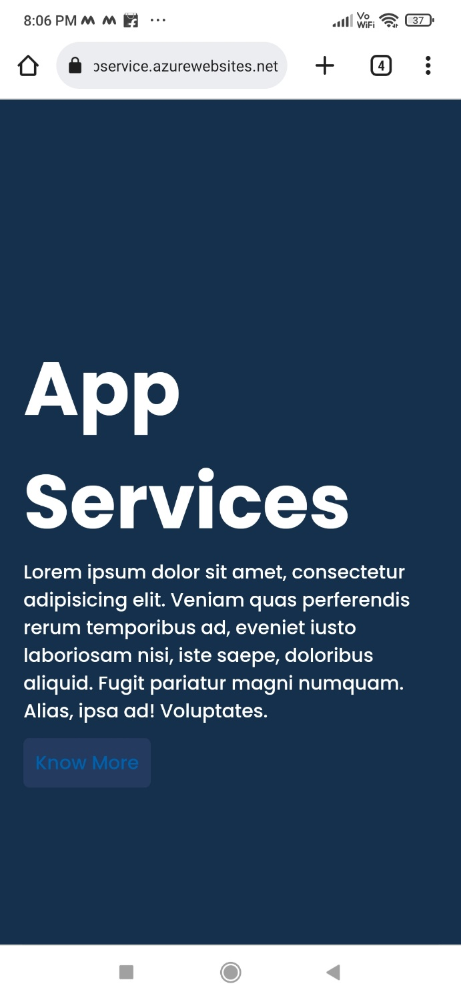 8:06 PM
Vo
WiFi
37
oservice.azurewebsites.net
4
App
Services
Lorem ipsum dolor sit amet, consectetur
adipisicing elit. Veniam quas perferendis
rerum temporibus ad, eveniet iusto
laboriosam nisi, iste saepe, doloribus
aliquid. Fugit pariatur magni numquam.
Alias, ipsa ad! Voluptates.
Know More